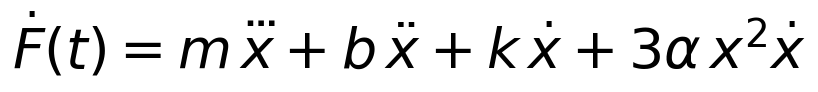 Ḟ(t) = m x⃛ + b ẍ + k ẋ + 3α x²ẋ